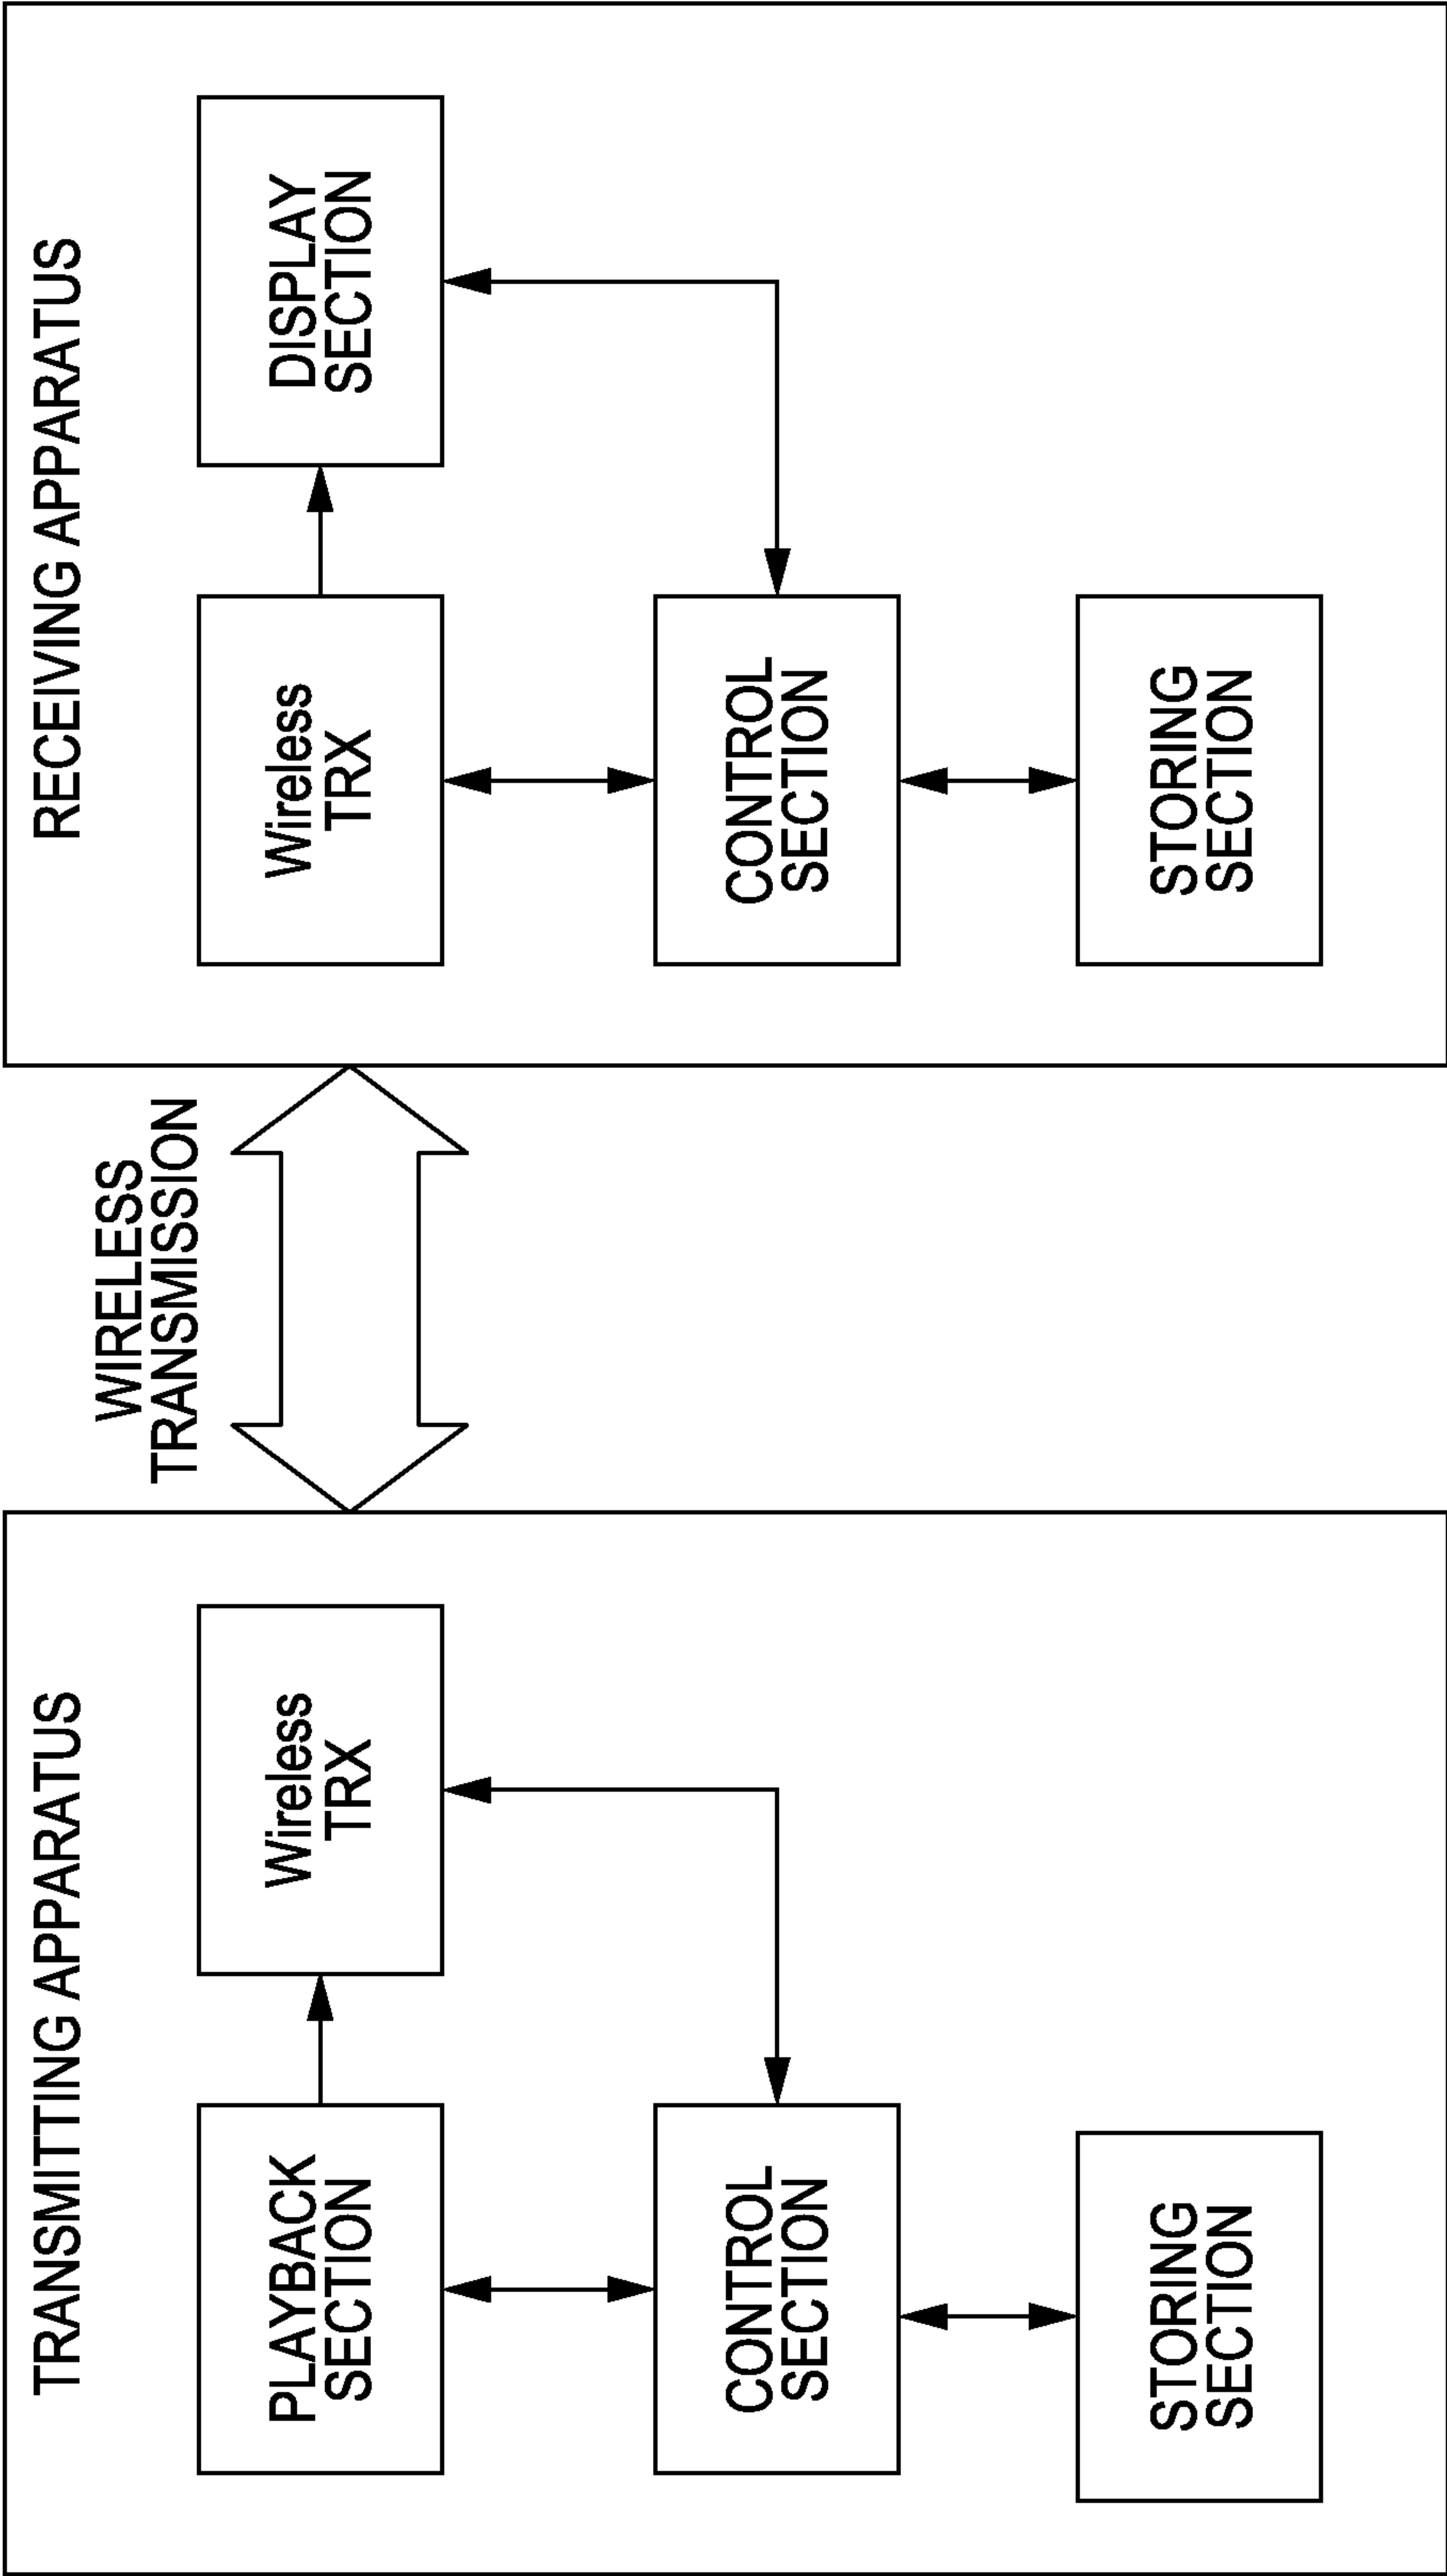 TRANSMITTING APPARATUS
PLAYBACK
SECTION
Wireless
TRX
CONTROL
SECTION
STORING
SECTION
WIRELESS
TRANSMISSION
RECEIVING APPARATUS
Wireless
TRX
DISPLAY
SECTION
CONTROL
SECTION
STORING
SECTION